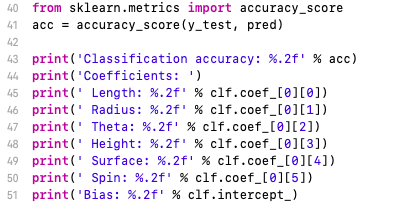 40 from sklearn.metrics import accuracy_score
41 acc = accuracy_score(y_test, pred)
42
43 print('Classification accuracy: %.2f' % acc)
44 print('Coefficients: ')
45 print(' Length: %.2f' % clf.coef_[0][0])
46 print(' Radius: %.2f' % clf.coef_[0][1])
47 print(' Theta: %.2f' % clf.coef_[0][2])
48 print(' Height: %.2f' % clf.coef_[0][3])
49 print(' Surface: %.2f' % clf.coef_[0][4])
50 print(' Spin: %.2f' % clf.coef_[0][5])
51 print('Bias: %.2f' % clf.intercept_)